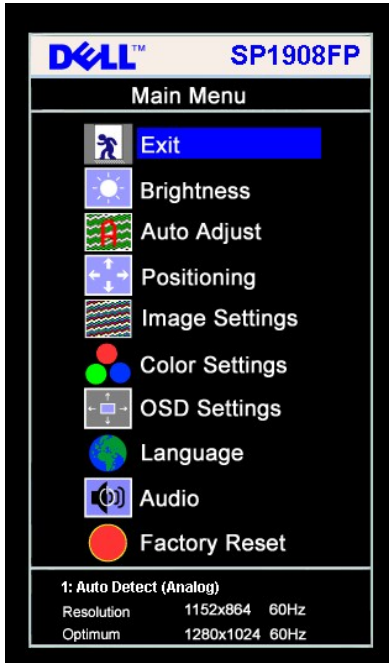 DELL™ SP1908FP
Main Menu
Exit
Brightness
Auto Adjust
Positioning
Image Settings
Color Settings
OSD Settings
Language
Audio
Factory Reset
1: Auto Detect (Analog)
Resolution 1152x864 60Hz
Optimum 1280x1024 60Hz